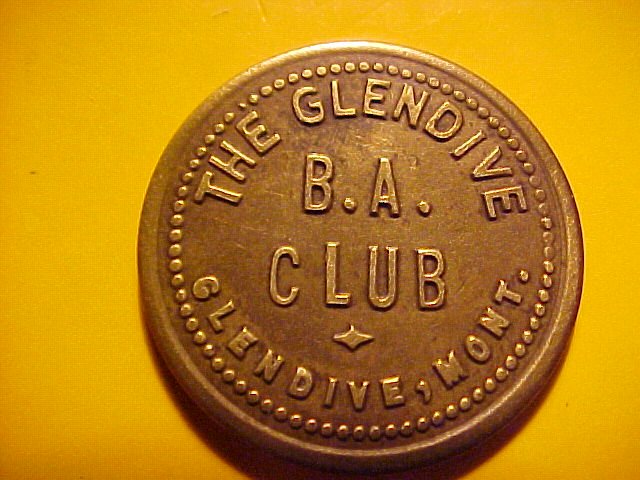 THE GLENDIVE
B.A.
CLUB
GLENDIVE, MONT.